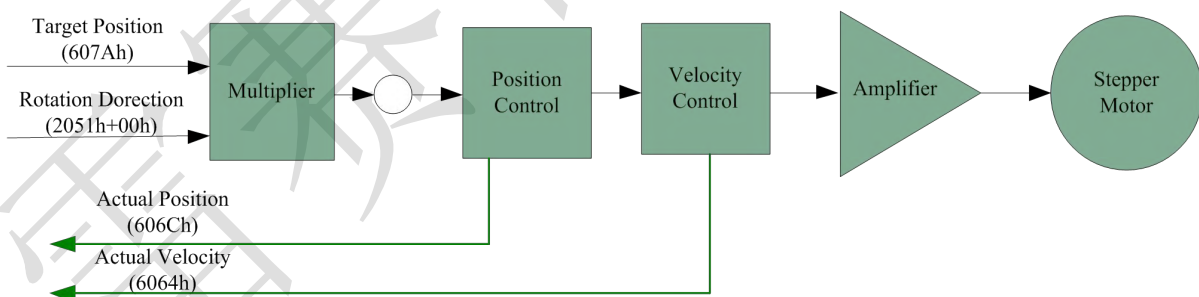 Target Position
(607Ah)
Rotation Dorection
(2051h+00h)
Multiplier
Position
Control
Velocity
Control
Amplifier
Stepper
Motor
Actual Position
(606Ch)
Actual Velocity
(6064h)